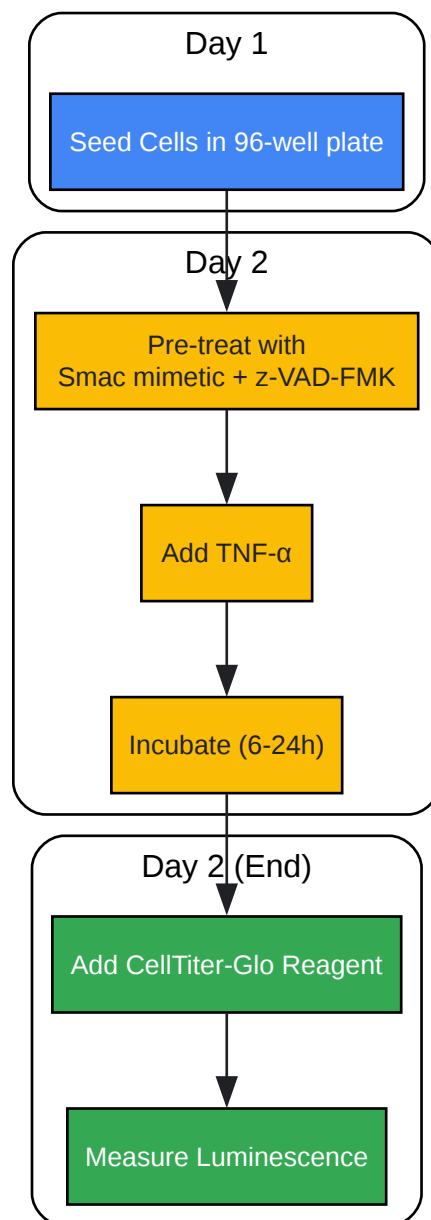 Day 1
Seed Cells in 96-well plate
Day 2
Pre-treat with
Smac mimetic + z-VAD-FMK
Add TNF-α
Incubate (6-24h)
Day 2 (End)
Add CellTiter-Glo Reagent
Measure Luminescence